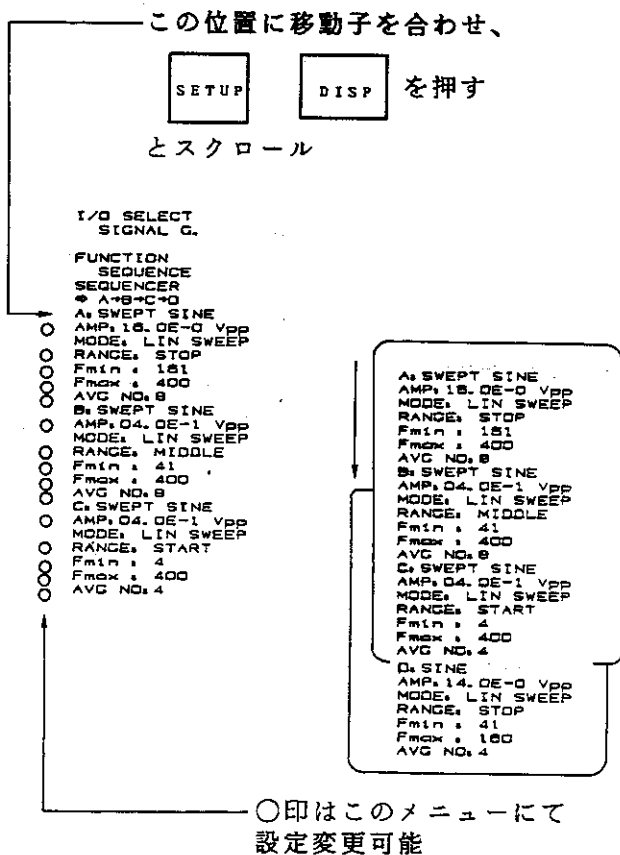 この位置に移動子を合わせ、
SETUP DISP を押す
とスクロール
I/O SELECT
SIGNAL G.
FUNCTION
SEQUENCE
SEQUENCER
A→B→C→D
A: SWEPT SINE
AMP: 16.0E-0 Vpp
MODE: LIN SWEEP
RANGE: STOP
Fmin : 161
Fmax : 400
AVG NO: 8
B: SWEPT SINE
AMP: 04.0E-1 Vpp
MODE: LIN SWEEP
RANGE: MIDDLE
Fmin : 41
Fmax : 400
AVG NO: 8
C: SWEPT SINE
AMP: 04.0E-1 Vpp
MODE: LIN SWEEP
RANGE: START
Fmin : 4
Fmax : 400
AVG NO: 4
A: SWEPT SINE
AMP: 16.0E-0 Vpp
MODE: LIN SWEEP
RANGE: STOP
Fmin : 161
Fmax : 400
AVG NO: 8
B: SWEPT SINE
AMP: 04.0E-1 Vpp
MODE: LIN SWEEP
RANGE: MIDDLE
Fmin : 41
Fmax : 400
AVG NO: 8
C: SWEPT SINE
AMP: 04.0E-1 Vpp
MODE: LIN SWEEP
RANGE: START
Fmin : 4
Fmax : 400
AVG NO: 4
D: SINE
AMP: 14.0E-0 Vpp
MODE: LIN SWEEP
RANGE: STOP
Fmin : 41
Fmax : 160
AVG NO: 4
○印はこのメニューにて
設定変更可能